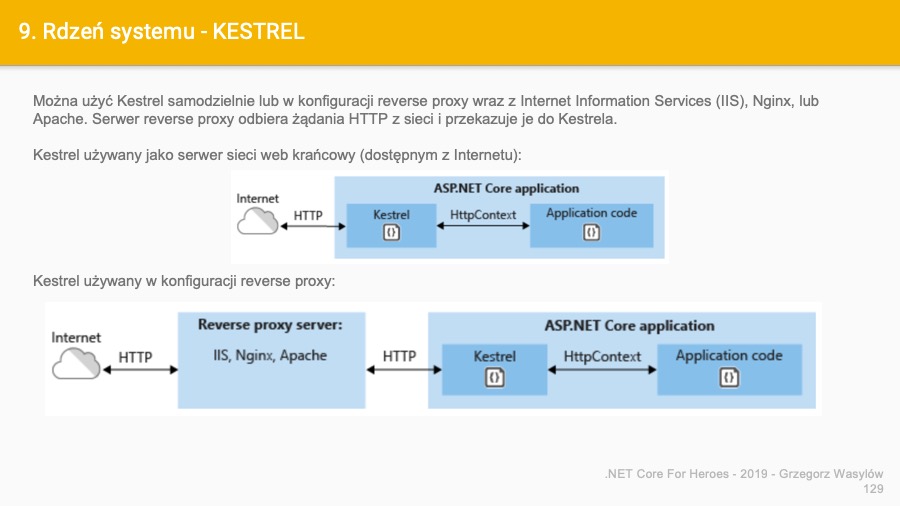 9. Rdzeń systemu - KESTREL
Można użyć Kestrel samodzielnie lub w konfiguracji reverse proxy wraz z Internet Information Services (IIS), Nginx, lub
Apache. Serwer reverse proxy odbiera żądania HTTP z sieci i przekazuje je do Kestrela.
Kestrel używany jako serwer sieci web krańcowy (dostępnym z Internetu):
ASP.NET Core application
Internet
HTTP
Kestrel
HttpContext
Application code
Kestrel używany w konfiguracji reverse proxy:
Internet
HTTP
Reverse proxy server:
IIS, Nginx, Apache
HTTP
ASP.NET Core application
Kestrel
HttpContext
Application code
.NET Core For Heroes - 2019 - Grzegorz Wasylów
129